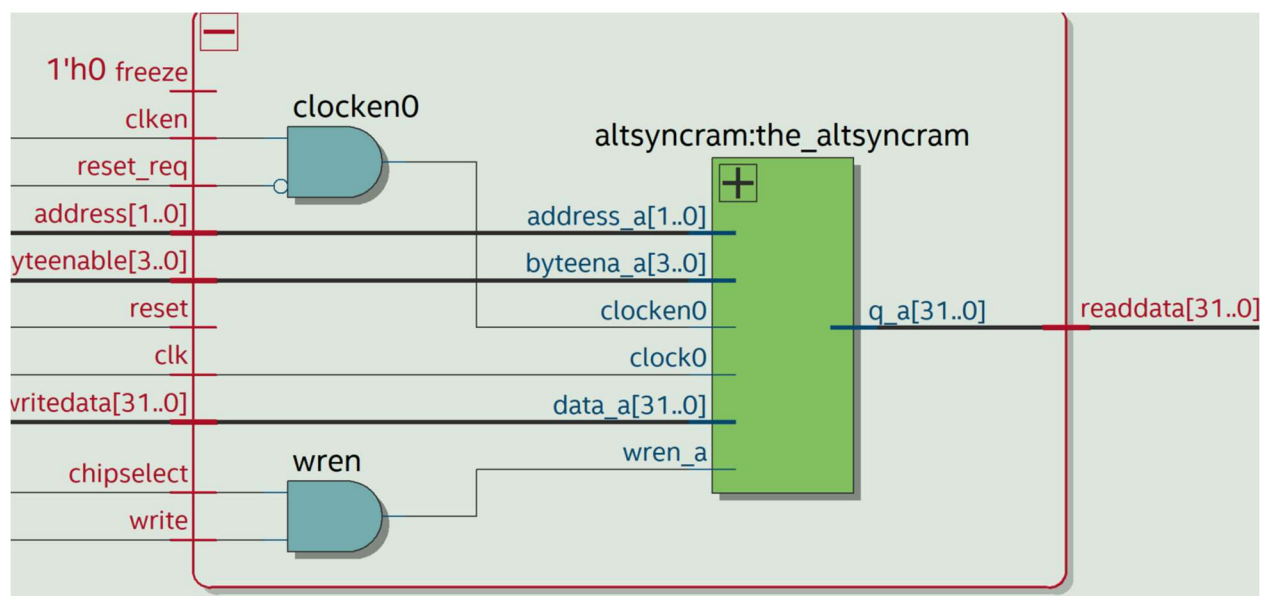 1'h0 freeze
clken
clocken0
reset_req
altsyncram:the_altsyncram
address[1..0]
address_a[1..0]
yteenable[3..0]
byteena_a[3..0]
reset
clocken0
q_a[31..0]
readdata[31..0]
clk
clock0
writedata[31..0]
data_a[31..0]
chipselect
wren
wren_a
write